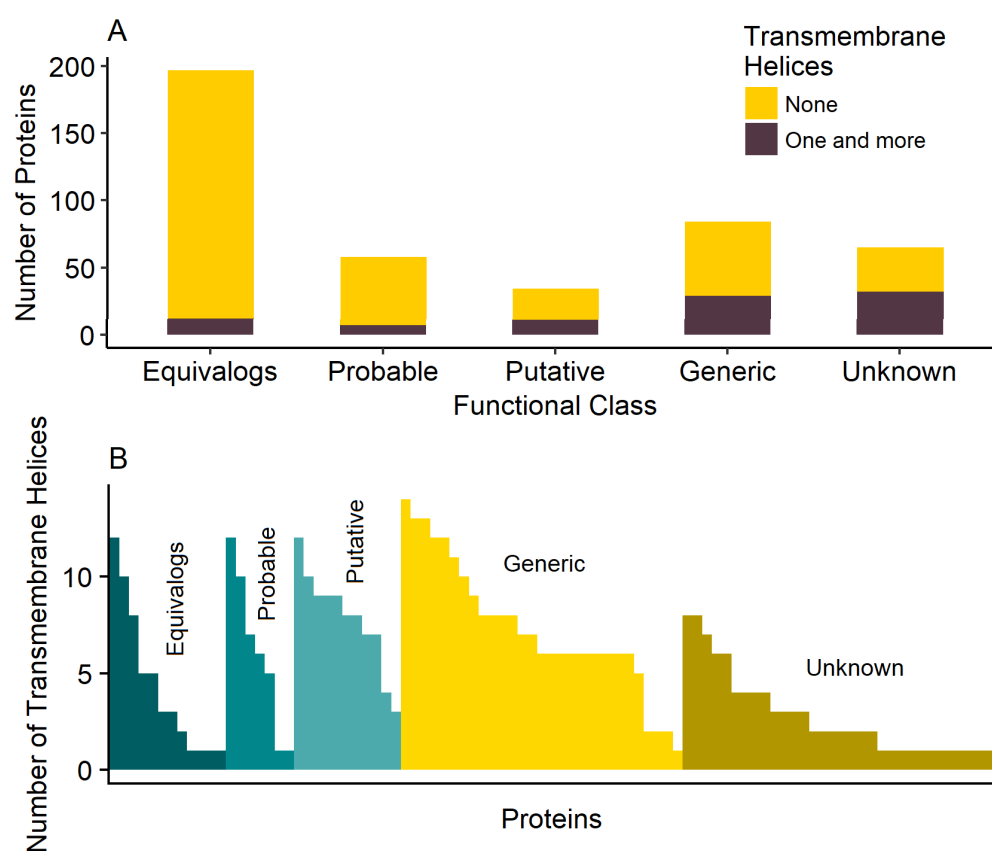 A
Transmembrane
Helices
None
One and more
Number of Proteins
200
150
100
50
0
Equivalogs
Probable
Putative
Generic
Unknown
Functional Class
B
Number of Transmembrane Helices
10
5
0
Equivalogs
Probable
Putative
Generic
Unknown
Proteins